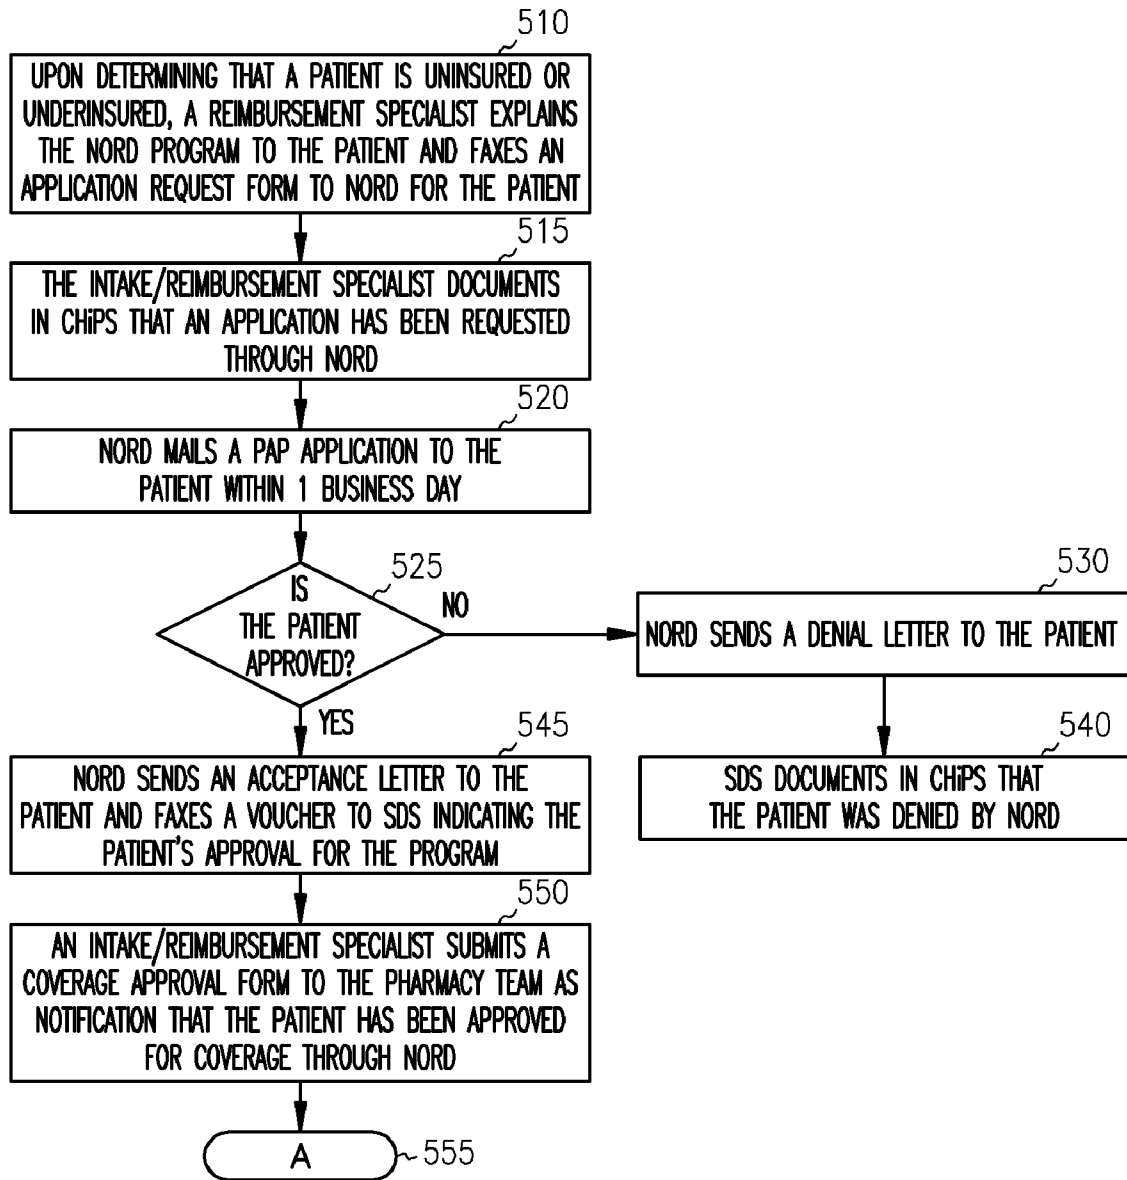 510
UPON DETERMINING THAT A PATIENT IS UNINSURED OR
UNDERINSURED, A REIMBURSEMENT SPECIALIST EXPLAINS
THE NORD PROGRAM TO THE PATIENT AND FAXES AN
APPLICATION REQUEST FORM TO NORD FOR THE PATIENT
515
THE INTAKE/REIMBURSEMENT SPECIALIST DOCUMENTS
IN CHiPS THAT AN APPLICATION HAS BEEN REQUESTED
THROUGH NORD
520
NORD MAILS A PAP APPLICATION TO THE
PATIENT WITHIN 1 BUSINESS DAY
525
IS
THE PATIENT
APPROVED?
NO
530
NORD SENDS A DENIAL LETTER TO THE PATIENT
540
SDS DOCUMENTS IN CHiPS THAT
THE PATIENT WAS DENIED BY NORD
YES
545
NORD SENDS AN ACCEPTANCE LETTER TO THE
PATIENT AND FAXES A VOUCHER TO SDS INDICATING THE
PATIENT'S APPROVAL FOR THE PROGRAM
550
AN INTAKE/REIMBURSEMENT SPECIALIST SUBMITS A
COVERAGE APPROVAL FORM TO THE PHARMACY TEAM AS
NOTIFICATION THAT THE PATIENT HAS BEEN APPROVED
FOR COVERAGE THROUGH NORD
A
555